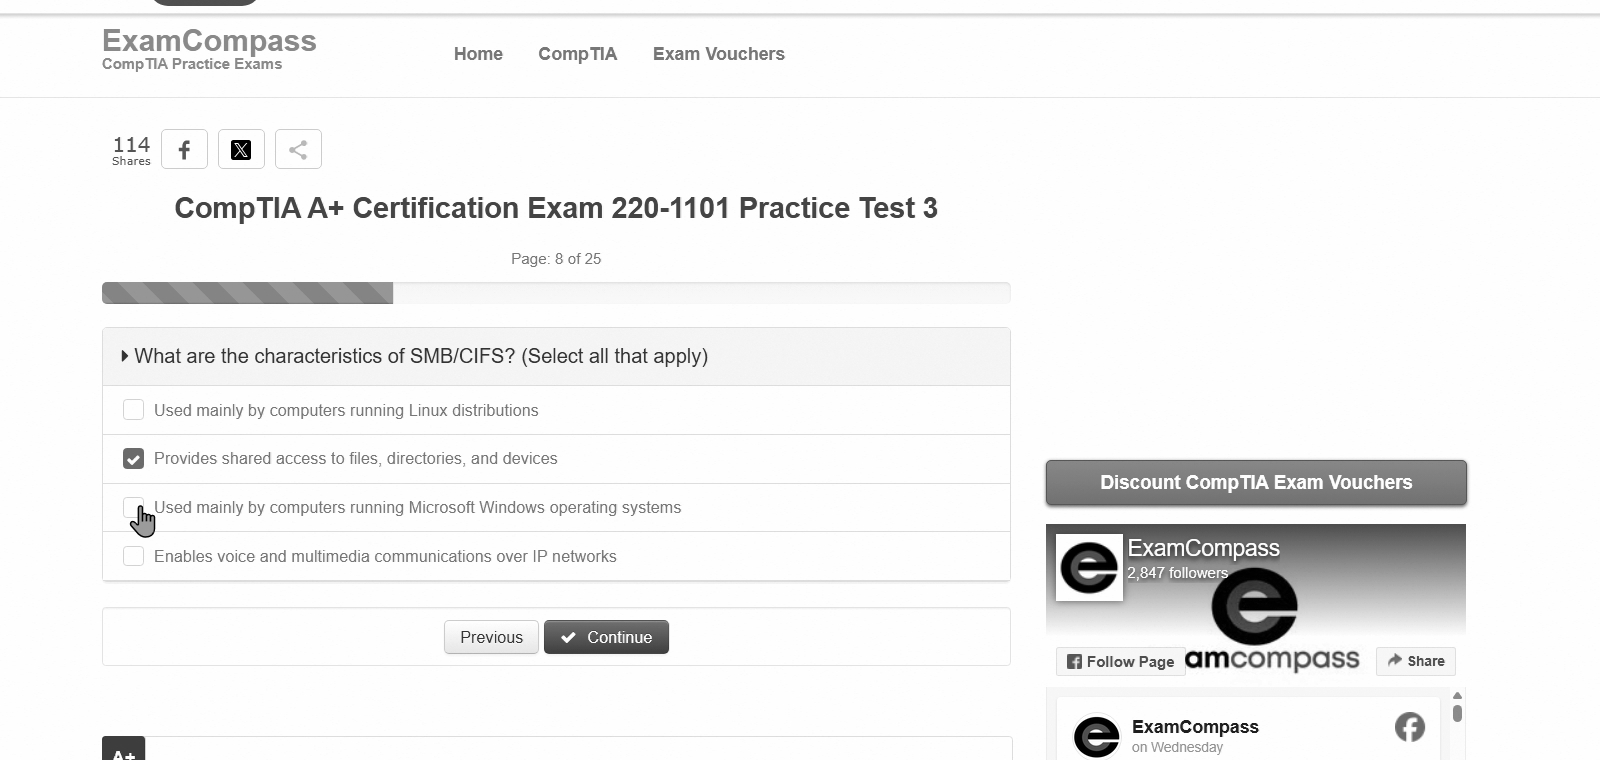 ExamCompass
CompTIA Practice Exams
Home
CompTIA
Exam Vouchers
114
Shares
CompTIA A+ Certification Exam 220-1101 Practice Test 3
Page: 8 of 25
What are the characteristics of SMB/CIFS? (Select all that apply)
Used mainly by computers running Linux distributions
Provides shared access to files, directories, and devices
Used mainly by computers running Microsoft Windows operating systems
Enables voice and multimedia communications over IP networks
Previous
Continue
Discount CompTIA Exam Vouchers
ExamCompass
2,847 followers
Follow Page
amcompass
Share
ExamCompass
on Wednesday
A+